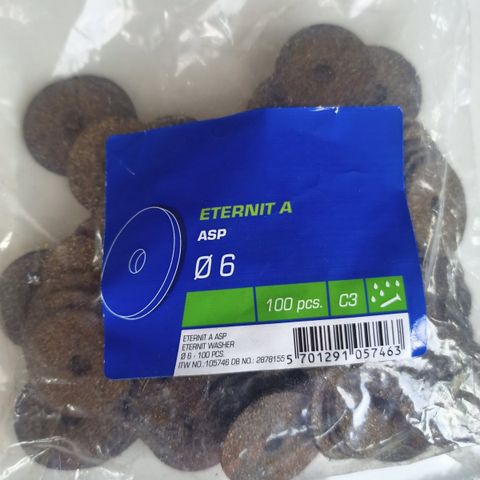 ETERNIT A
ASP
Ø 6
100 pcs.
C3
ETERNIT A ASP
ETERNIT WASHER
Ø 6 - 100 PCS.
ITW NO.:105746 DB NO.: 2878155
5 701291 057463